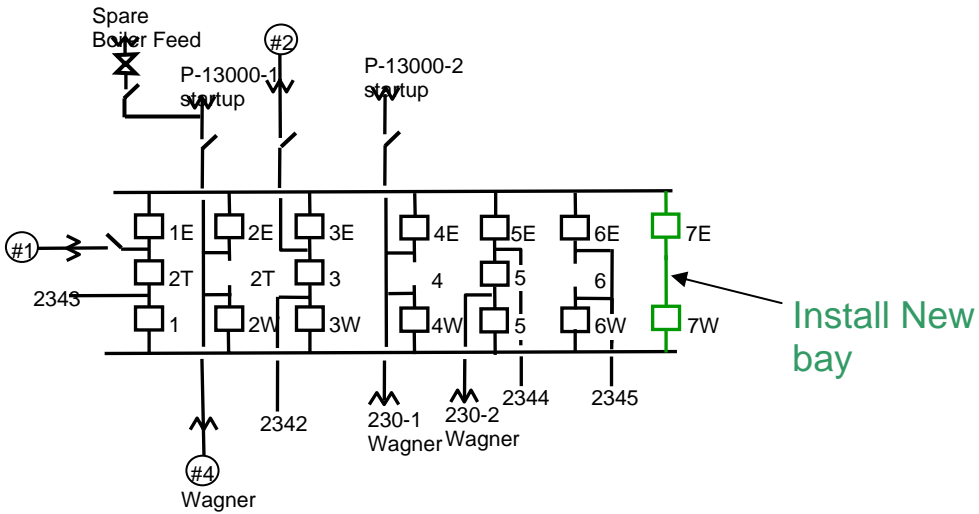 Spare
Boiler Feed
#2
P-13000-1
startup
P-13000-2
startup
1E
2E
3E
4E
5E
6E
7E
#1
2T
2T
3
4
5
6
2343
1
2W
3W
4W
5
6W
7W
Install New
bay
2342
230-1
Wagner
230-2
Wagner
2344
2345
#4
Wagner